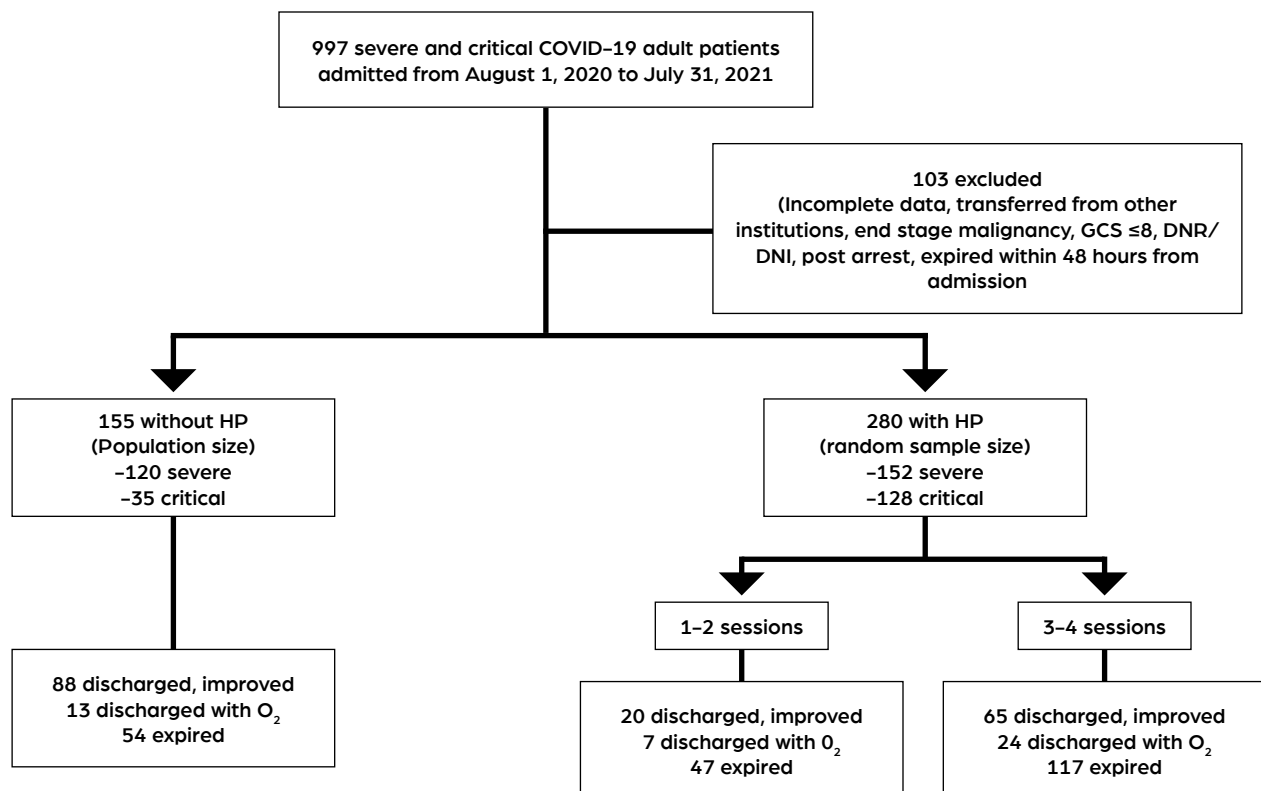 997 severe and critical COVID-19 adult patients
admitted from August 1, 2020 to July 31, 2021
103 excluded
(Incomplete data, transferred from other
institutions, end stage malignancy, GCS ≤8, DNR/
DNI, post arrest, expired within 48 hours from
admission
155 without HP
(Population size)
-120 severe
-35 critical
280 with HP
(random sample size)
-152 severe
-128 critical
1-2 sessions
3-4 sessions
88 discharged, improved
13 discharged with O₂
54 expired
20 discharged, improved
7 discharged with 0₂
47 expired
65 discharged, improved
24 discharged with O₂
117 expired